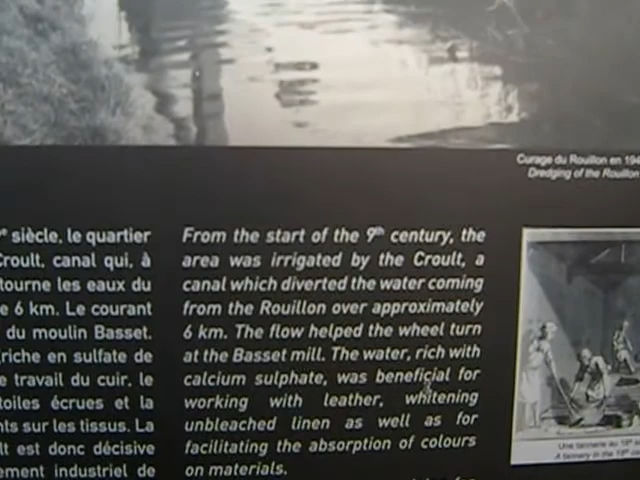 Curage du Rouillon en 194
Dredging of the Rouillon
e siècle, le quartier
Croult, canal qui, à
tourne les eaux du
e 6 km. Le courant
du moulin Basset.
riche en sulfate de
e travail du cuir, le
toiles écrues et la
nts sur les tissus. La
lt est donc décisive
ement industriel de
From the start of the 9th century, the
area was irrigated by the Croult, a
canal which diverted the water coming
from the Rouillon over approximately
6 km. The flow helped the wheel turn
at the Basset mill. The water, rich with
calcium sulphate, was beneficial for
working with leather, whitening
unbleached linen as well as for
facilitating the absorption of colours
on materials.
Une tannerie au 18e
A tannery in the 18th